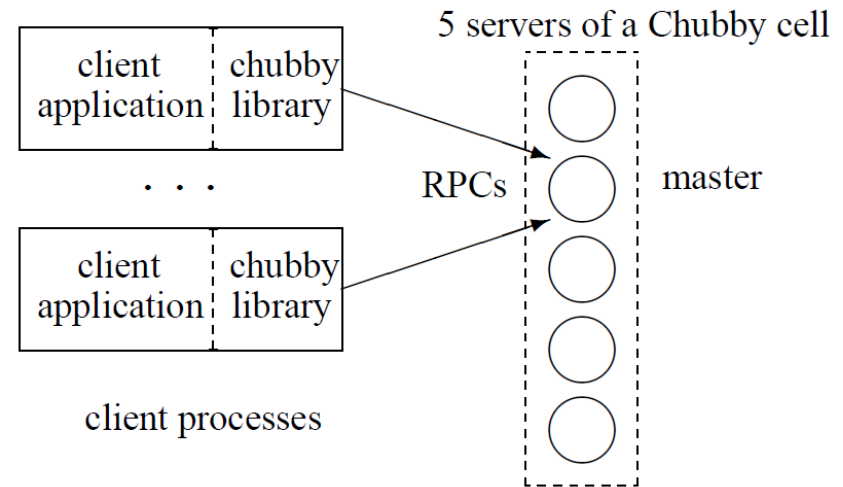 5 servers of a Chubby cell
client
application
chubby
library
. . .
RPCs
master
client
application
chubby
library
client processes